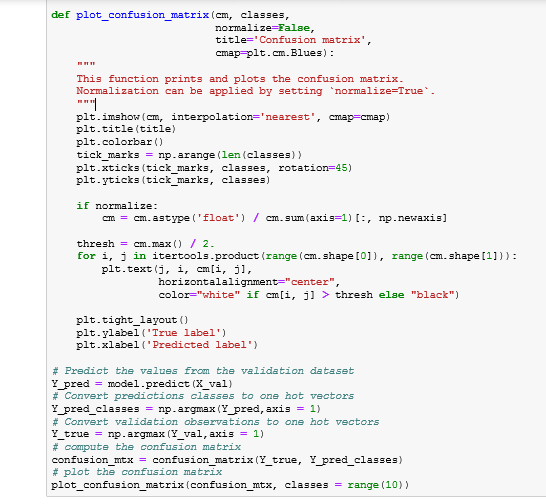 def plot_confusion_matrix(cm, classes,
                          normalize=False,
                          title='Confusion matrix',
                          cmap=plt.cm.Blues):
    """
    This function prints and plots the confusion matrix.
    Normalization can be applied by setting `normalize=True`.
    """
    plt.imshow(cm, interpolation='nearest', cmap=cmap)
    plt.title(title)
    plt.colorbar()
    tick_marks = np.arange(len(classes))
    plt.xticks(tick_marks, classes, rotation=45)
    plt.yticks(tick_marks, classes)

    if normalize:
        cm = cm.astype('float') / cm.sum(axis=1)[:, np.newaxis]

    thresh = cm.max() / 2.
    for i, j in itertools.product(range(cm.shape[0]), range(cm.shape[1])):
        plt.text(j, i, cm[i, j],
                 horizontalalignment="center",
                 color="white" if cm[i, j] > thresh else "black")

    plt.tight_layout()
    plt.ylabel('True label')
    plt.xlabel('Predicted label')

# Predict the values from the validation dataset
Y_pred = model.predict(X_val)
# Convert predictions classes to one hot vectors
Y_pred_classes = np.argmax(Y_pred,axis = 1)
# Convert validation observations to one hot vectors
Y_true = np.argmax(Y_val,axis = 1)
# compute the confusion matrix
confusion_mtx = confusion_matrix(Y_true, Y_pred_classes)
# plot the confusion matrix
plot_confusion_matrix(confusion_mtx, classes = range(10))